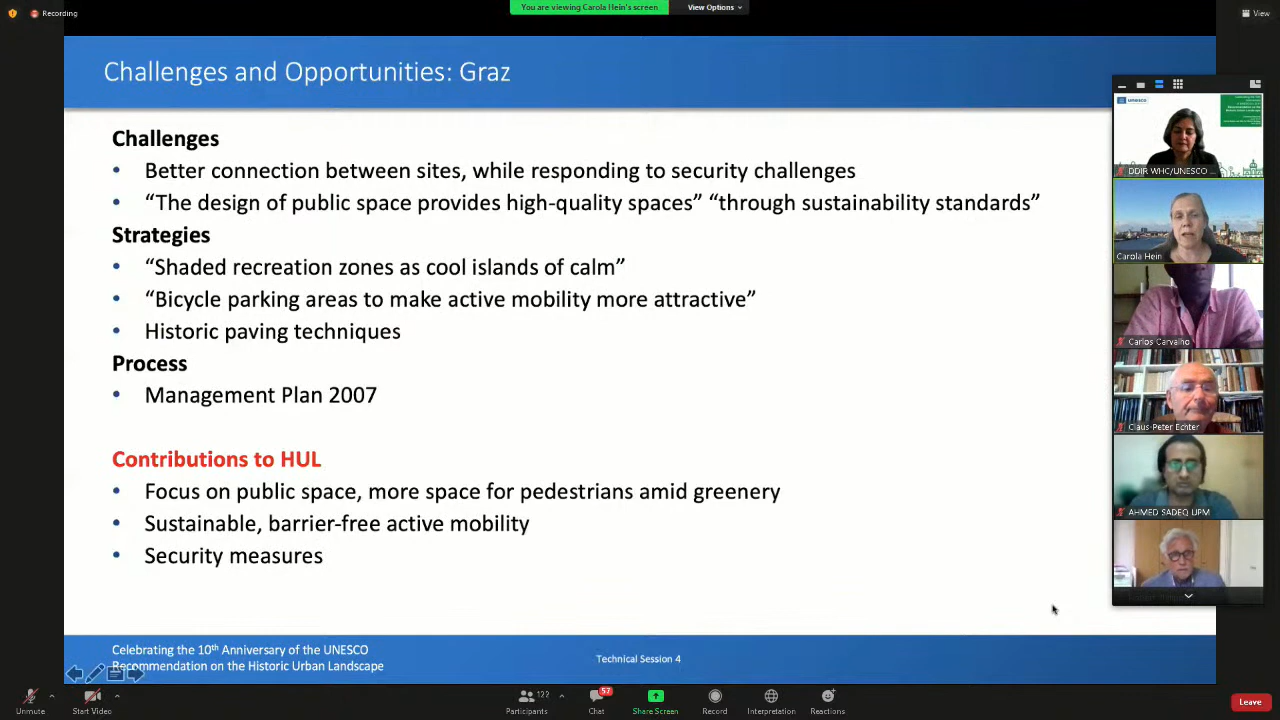 Recording
You are viewing Carola Hein's screen
View Options
View
Challenges and Opportunities: Graz
Challenges
• Better connection between sites, while responding to security challenges
• “The design of public space provides high-quality spaces” “through sustainability standards”
Strategies
• “Shaded recreation zones as cool islands of calm”
• “Bicycle parking areas to make active mobility more attractive”
• Historic paving techniques
Process
• Management Plan 2007
Contributions to HUL
• Focus on public space, more space for pedestrians amid greenery
• Sustainable, barrier-free active mobility
• Security measures
unesco
DDIR WHC/UNESCO ...
Carola Hein
Carlos Carvalho
Claus-Peter Echter
AHMED SADEQ UPM
Celebrating the 10th Anniversary of the UNESCO
Recommendation on the Historic Urban Landscape
Technical Session 4
Unmute
Start Video
122
Participants
57
Chat
Share Screen
Record
Interpretation
Reactions
Leave